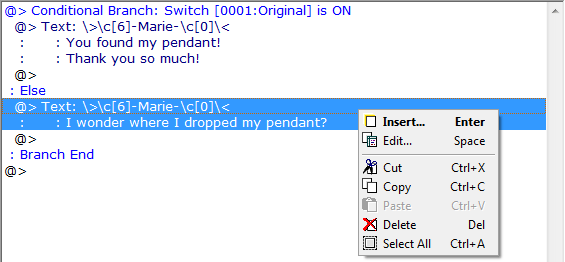 @> Conditional Branch: Switch [0001:Original] is ON
@> Text: \>\c[6]-Marie-\c[0]\<
:      : You found my pendant!
:      : Thank you so much!
@>
: Else
@> Text: \>\c[6]-Marie-\c[0]\<
:      : I wonder where I dropped my pendant?
@>
: Branch End
@>
Insert... Enter
Edit... Space
Cut Ctrl+X
Copy Ctrl+C
Paste Ctrl+V
Delete Del
Select All Ctrl+A